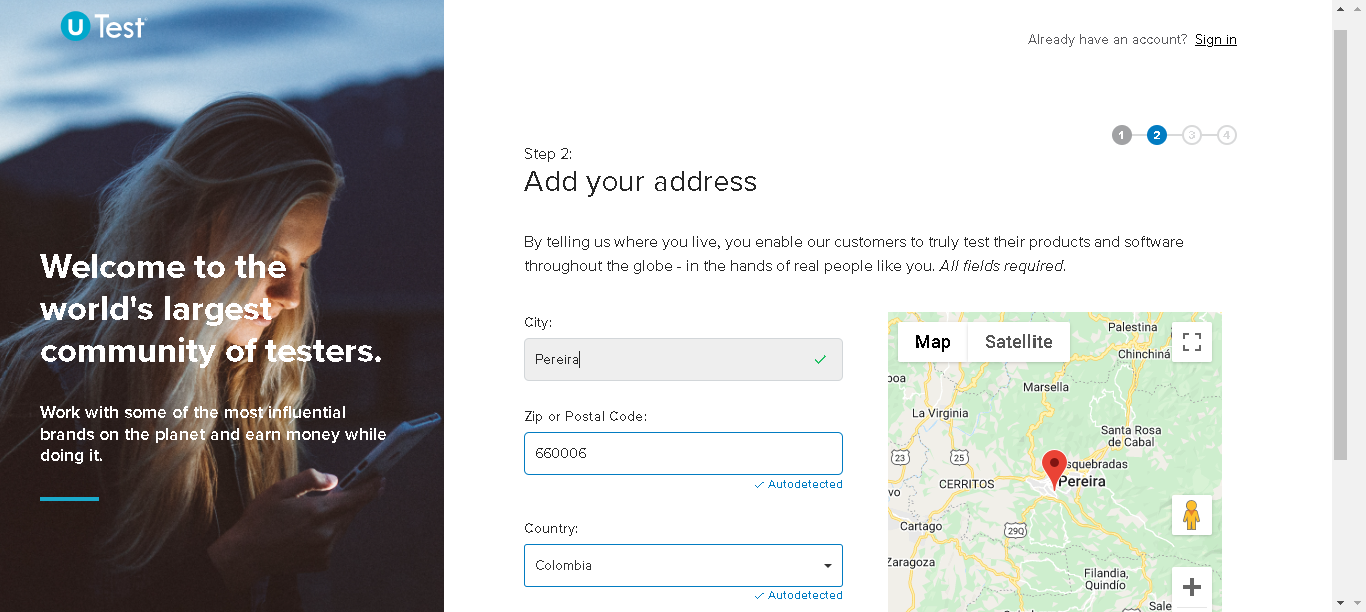 U Test
Already have an account? Sign in
1 2 3 4
Step 2:
Add your address
By telling us where you live, you enable our customers to truly test their products and software
throughout the globe - in the hands of real people like you. All fields required.
Welcome to the
world's largest
community of testers.
Work with some of the most influential
brands on the planet and earn money while
doing it.
City:
Pereira
Zip or Postal Code:
660006
Autodetected
Country:
Colombia
Autodetected
Map
Satellite
Palestina
Chinchiná
boa
Marsella
La Virginia
Santa Rosa
de Cabal
23
25
squebradas
CERRITOS
Pereira
vo
Cartago
29Q
Zaragoza
Filandia,
Quindío
Sale